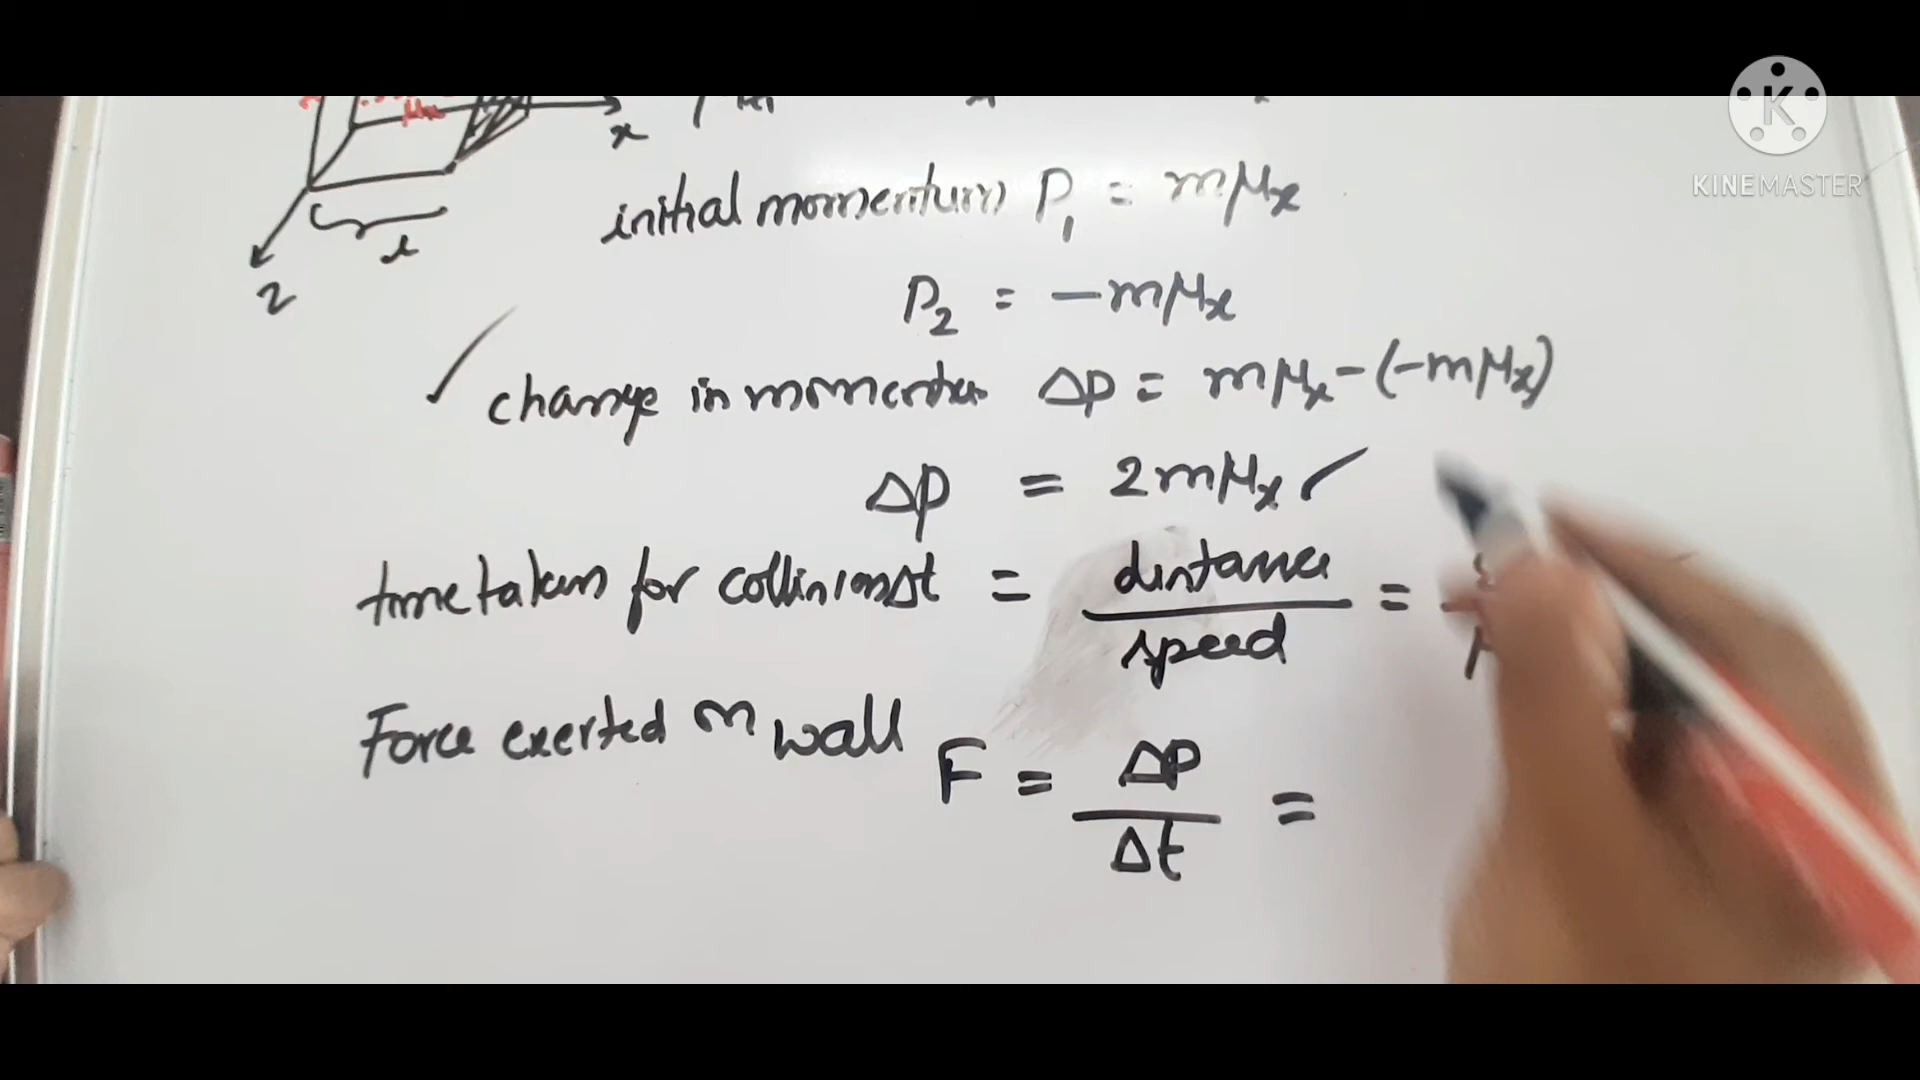 μx
x
l
z
initial momentum P₁ = mμx
P₂ = -mμx
change in momentum ΔP = mμx-(-mμx)
Δp = 2mμx ✓
time taken for collision Δt = distance/speed =
Force exerted on wall F = ΔP/Δt =
KINEMASTER